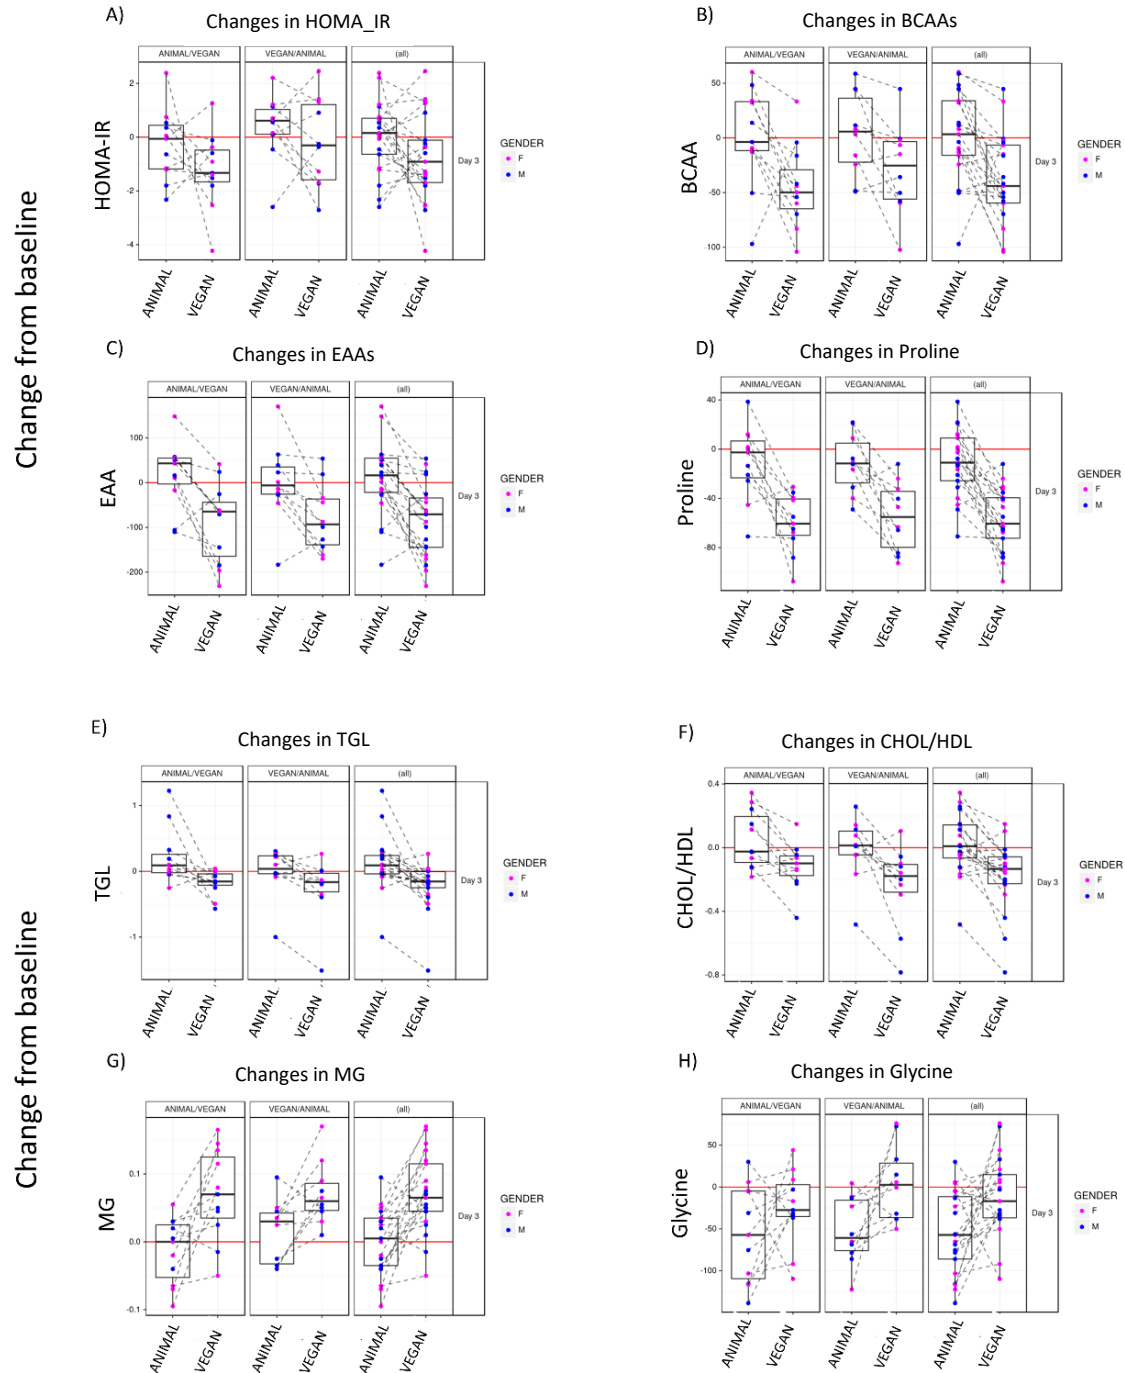 A)
Changes in HOMA_IR
ANIMAL/VEGAN
VEGAN/ANIMAL
(all)
2
0
-2
-4
HOMA-IR
Day 3
GENDER
F
M
ANIMAL
VEGAN
ANIMAL
VEGAN
ANIMAL
VEGAN
B)
Changes in BCAAs
ANIMAL/VEGAN
VEGAN/ANIMAL
(all)
50
0
-50
-100
BCAA
Day 3
GENDER
F
M
ANIMAL
VEGAN
ANIMAL
VEGAN
ANIMAL
VEGAN
Change from baseline
C)
Changes in EAAs
ANIMAL/VEGAN
VEGAN/ANIMAL
(all)
100
0
-100
-200
EAA
Day 3
GENDER
F
M
ANIMAL
VEGAN
ANIMAL
VEGAN
ANIMAL
VEGAN
D)
Changes in Proline
ANIMAL/VEGAN
VEGAN/ANIMAL
(all)
40
0
-40
-80
Proline
Day 3
GENDER
F
M
ANIMAL
VEGAN
ANIMAL
VEGAN
ANIMAL
VEGAN
E)
Changes in TGL
ANIMAL/VEGAN
VEGAN/ANIMAL
(all)
1
0
-1
TGL
Day 3
GENDER
F
M
ANIMAL
VEGAN
ANIMAL
VEGAN
ANIMAL
VEGAN
F)
Changes in CHOL/HDL
ANIMAL/VEGAN
VEGAN/ANIMAL
(all)
0.4
0.0
-0.4
-0.8
CHOL/HDL
Day 3
GENDER
F
M
ANIMAL
VEGAN
ANIMAL
VEGAN
ANIMAL
VEGAN
Change from baseline
G)
Changes in MG
ANIMAL/VEGAN
VEGAN/ANIMAL
(all)
0.1
0.0
-0.1
MG
Day 3
GENDER
F
M
ANIMAL
VEGAN
ANIMAL
VEGAN
ANIMAL
VEGAN
H)
Changes in Glycine
ANIMAL/VEGAN
VEGAN/ANIMAL
(all)
50
0
-50
-100
Glycine
Day 3
GENDER
F
M
ANIMAL
VEGAN
ANIMAL
VEGAN
ANIMAL
VEGAN